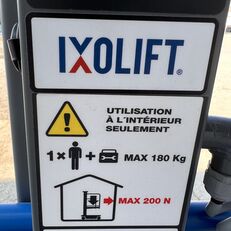 IXOLIFT®
UTILISATION
À L'INTÉRIEUR
SEULEMENT
1× + MAX 180 Kg
MAX 200 N